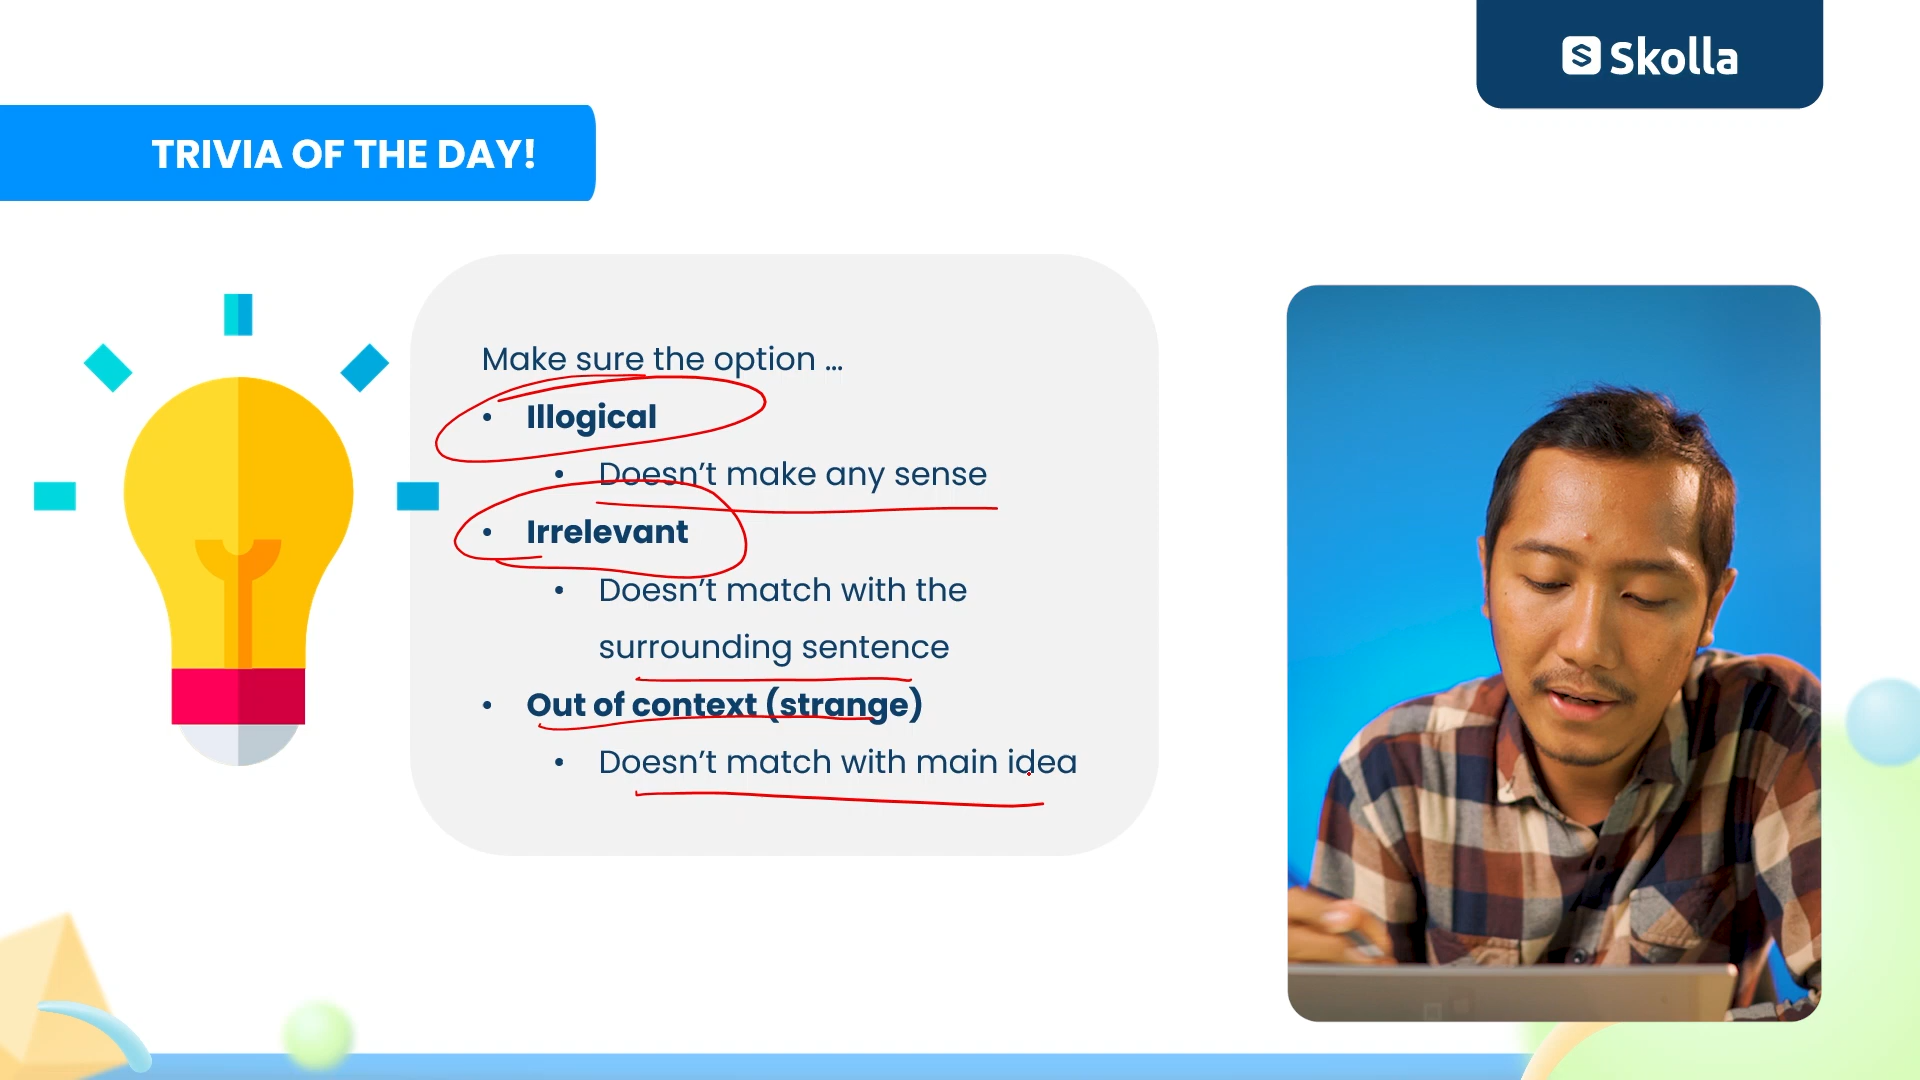 Skolla
TRIVIA OF THE DAY!
Make sure the option ...
• Illogical
• Doesn't make any sense
• Irrelevant
• Doesn't match with the
surrounding sentence
• Out of context (strange)
• Doesn't match with main idea